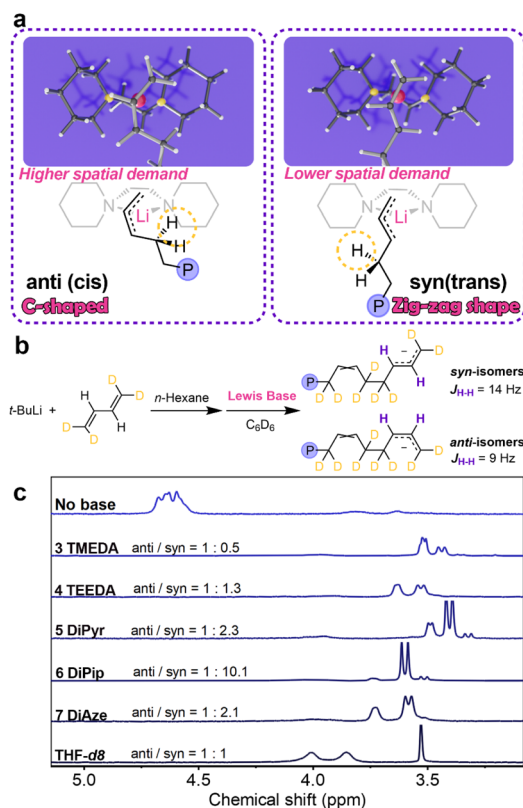 a
Higher spatial demand
Lower spatial demand
N Li N
N Li N
H
H
H
H
P
P
anti (cis)
C-shaped
syn(trans)
Zig-zag shape
b
t-BuLi +
D D H H D D
n-Hexane
Lewis Base
C6D6
H D D H P D D D D D D
syn-isomers
JH-H = 14 Hz
H H D D P D D D D D D
anti-isomers
JH-H = 9 Hz
c
No base
3 TMEDA anti / syn = 1 : 0.5
4 TEEDA anti / syn = 1 : 1.3
5 DiPyr anti / syn = 1 : 2.3
6 DiPip anti / syn = 1 : 10.1
7 DiAze anti / syn = 1 : 2.1
THF-d8 anti / syn = 1 : 1
5.0 4.5 4.0 3.5
Chemical shift (ppm)